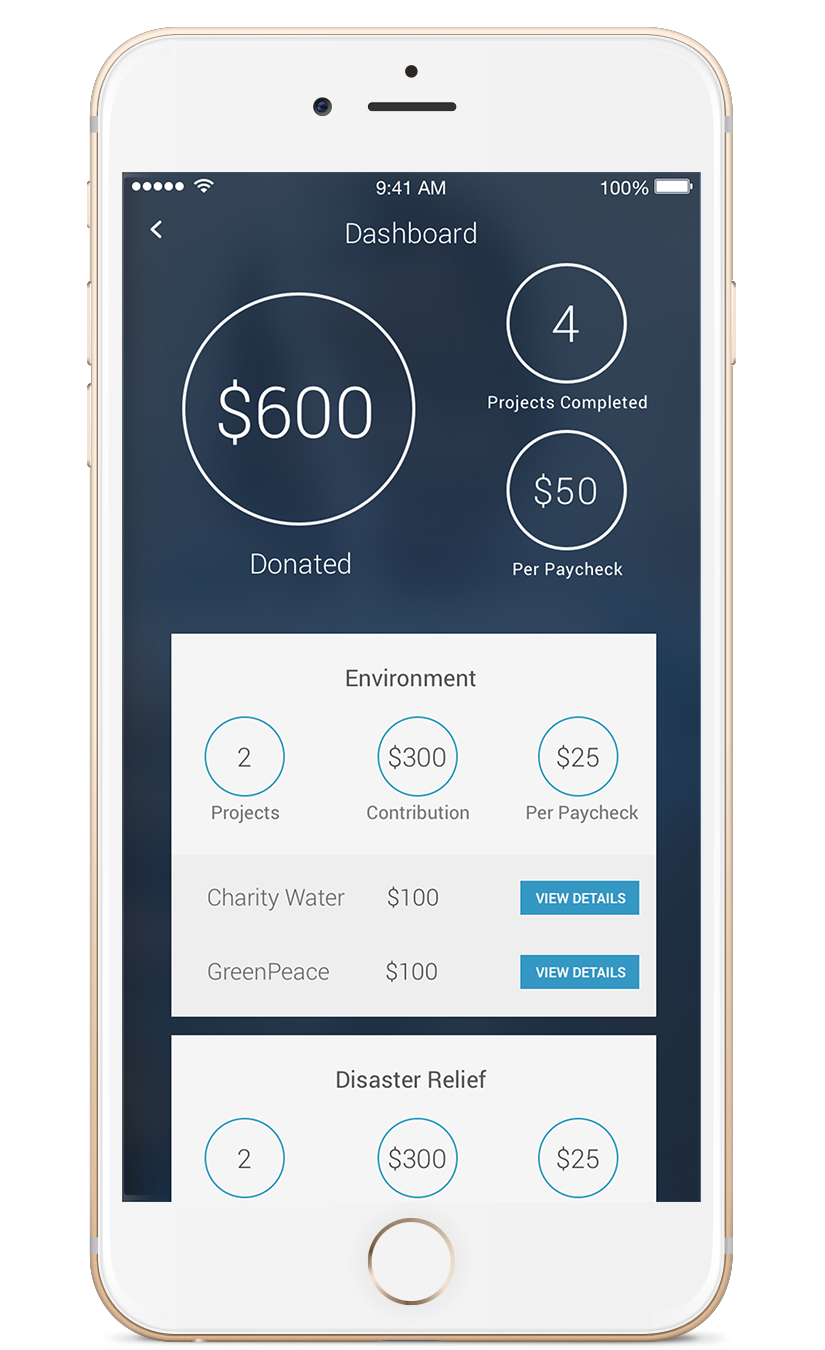 9:41 AM
100%
Dashboard
$600
Donated
4
Projects Completed
$50
Per Paycheck
Environment
2
$300
$25
Projects
Contribution
Per Paycheck
Charity Water
$100
VIEW DETAILS
GreenPeace
$100
VIEW DETAILS
Disaster Relief
2
$300
$25